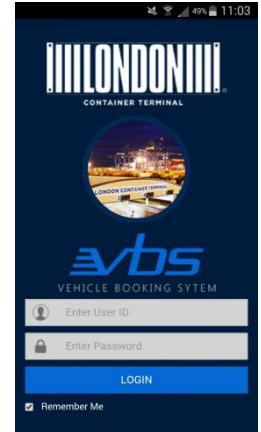 49% 11:03
LONDON
CONTAINER TERMINAL
LONDON CONTAINER TERMINAL
vbs
VEHICLE BOOKING SYTEM
Enter User ID
Enter Password
LOGIN
Remember Me